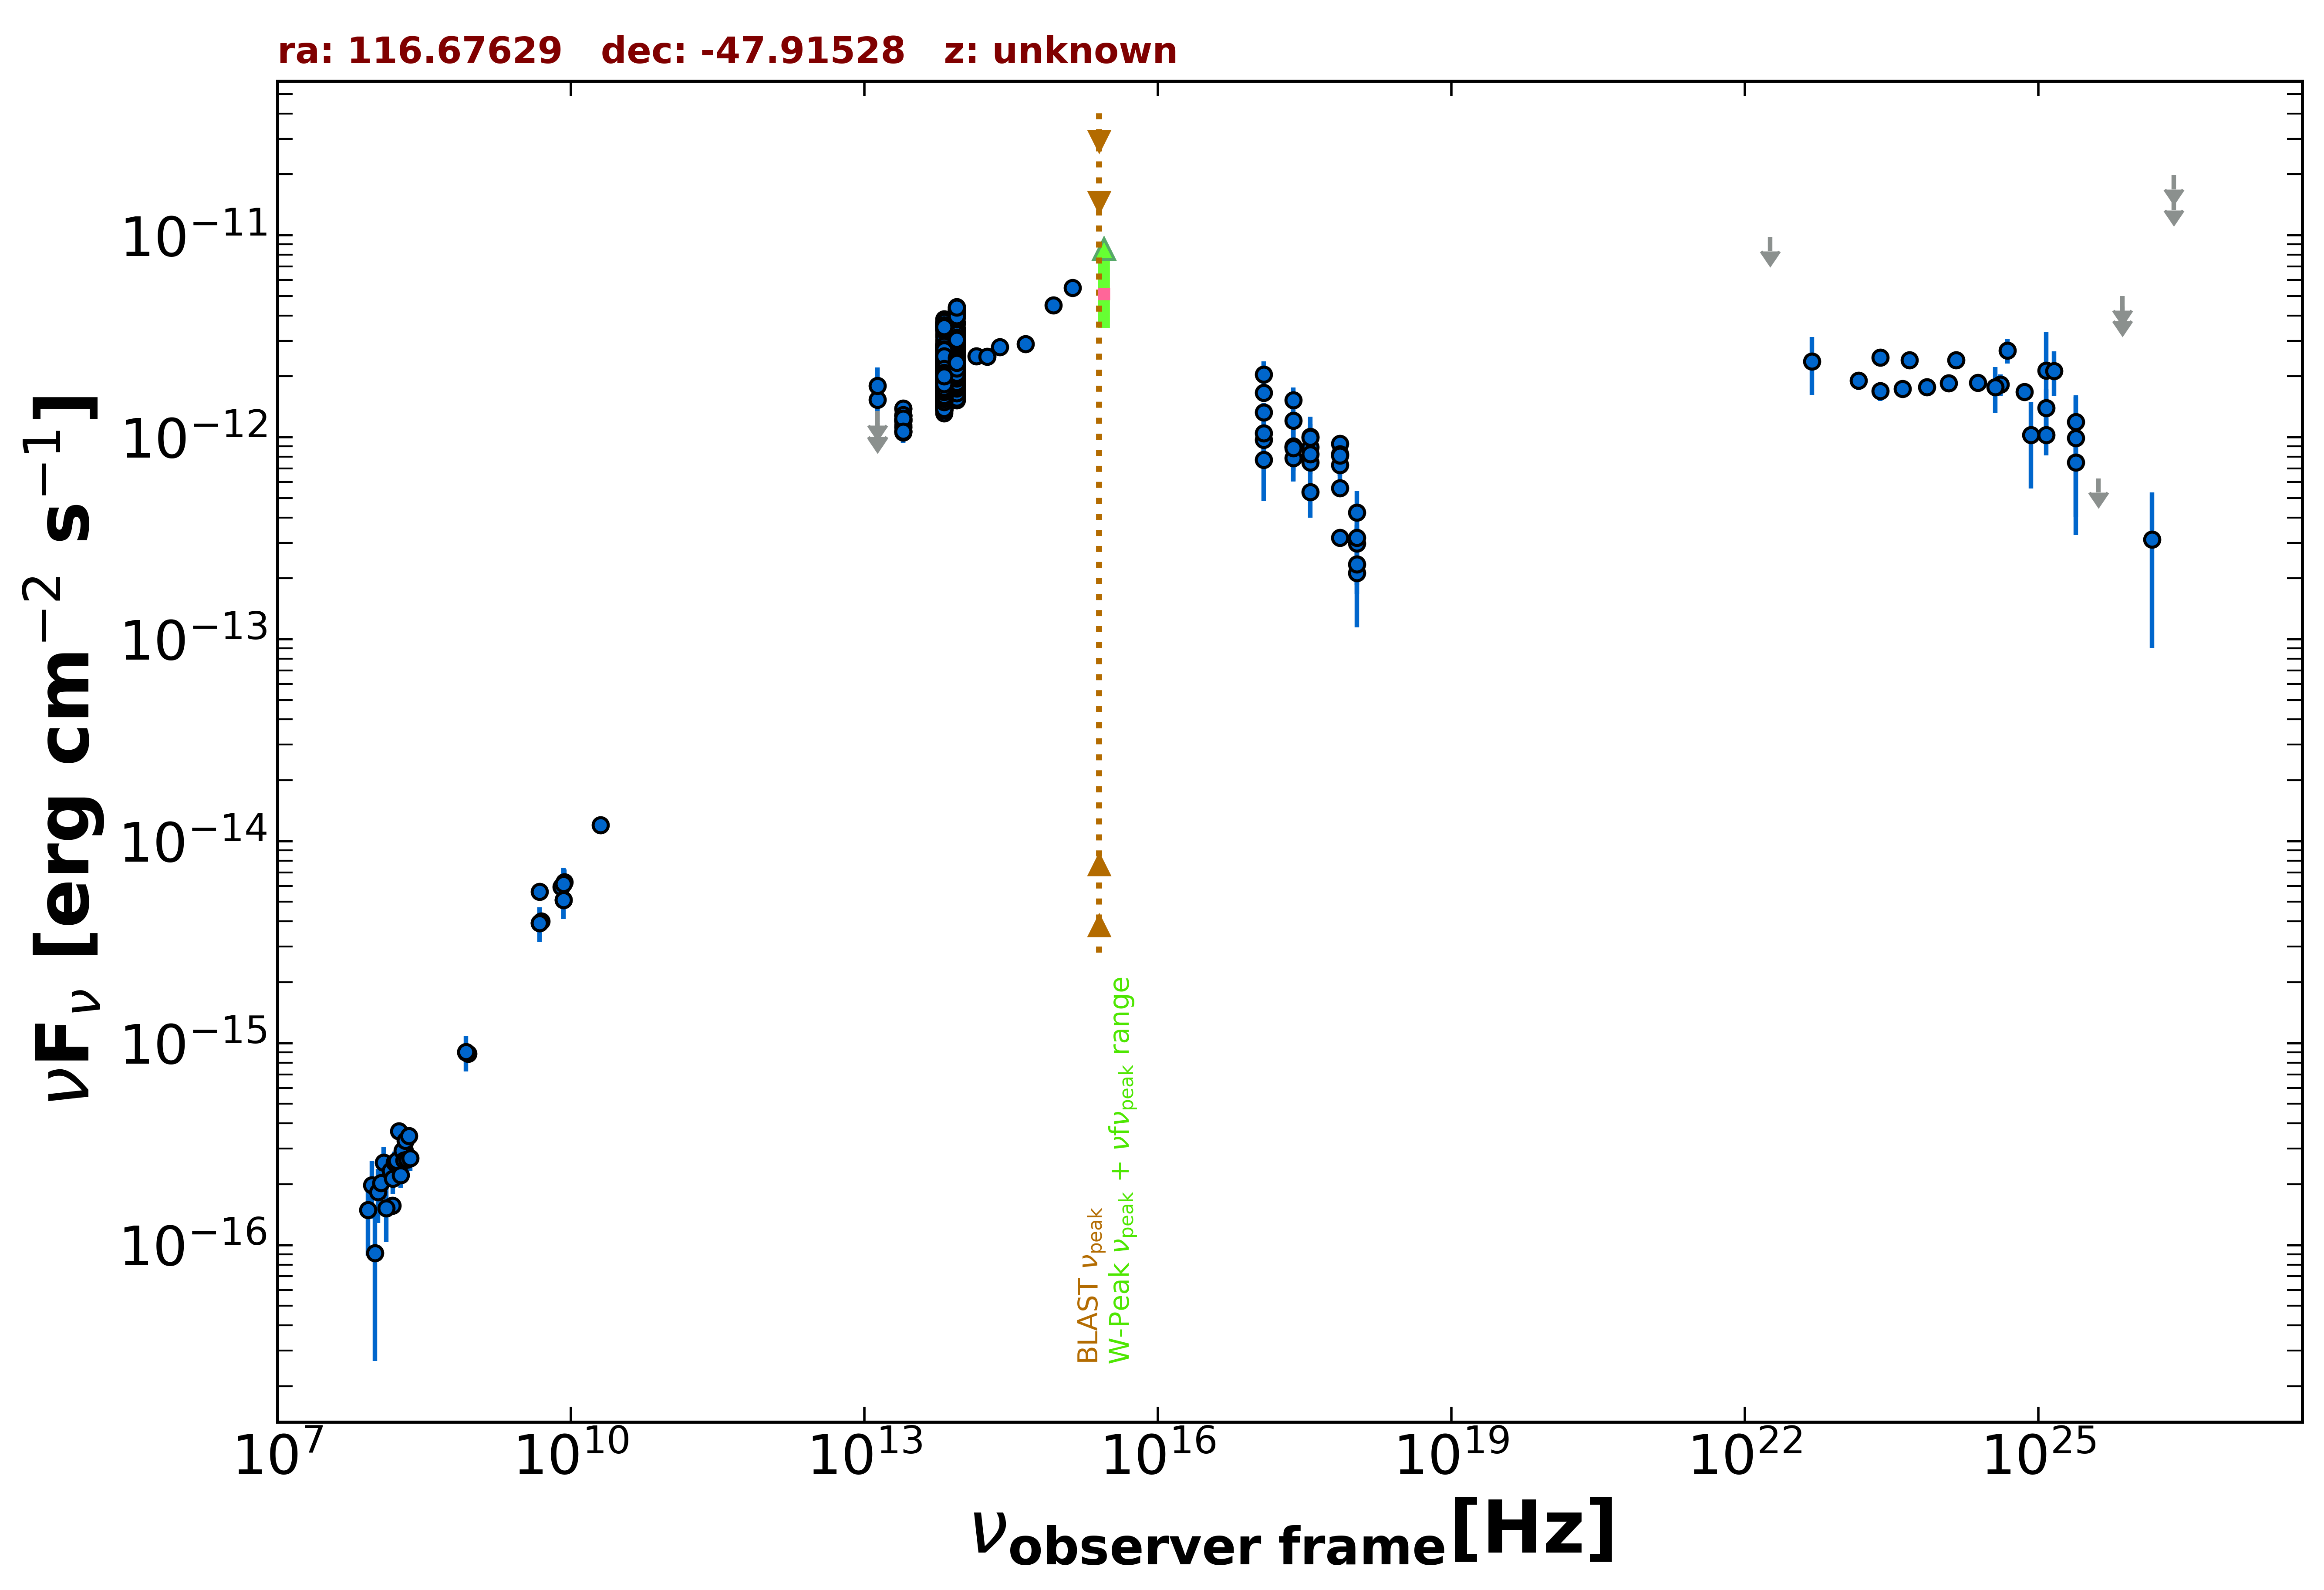 ra: 116.67629   dec: -47.91528   z: unknown
νFν [erg cm−2 s−1]
10−11
10−12
10−13
10−14
10−15
10−16
BLAST νpeak
W-Peak νpeak + νfνpeak range
107
1010
1013
1016
1019
1022
1025
νobserver frame[Hz]